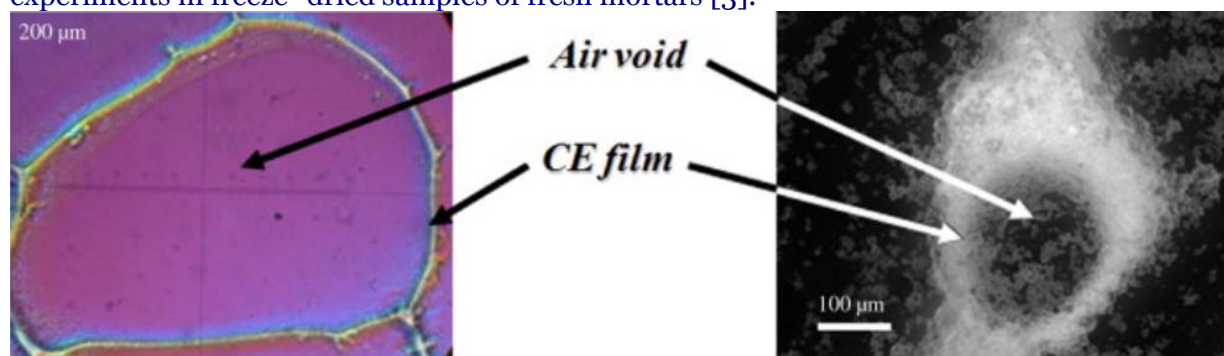 experiments in freeze-dried samples of fresh mortars [3].
200 µm
Air void
CE film
100 µm